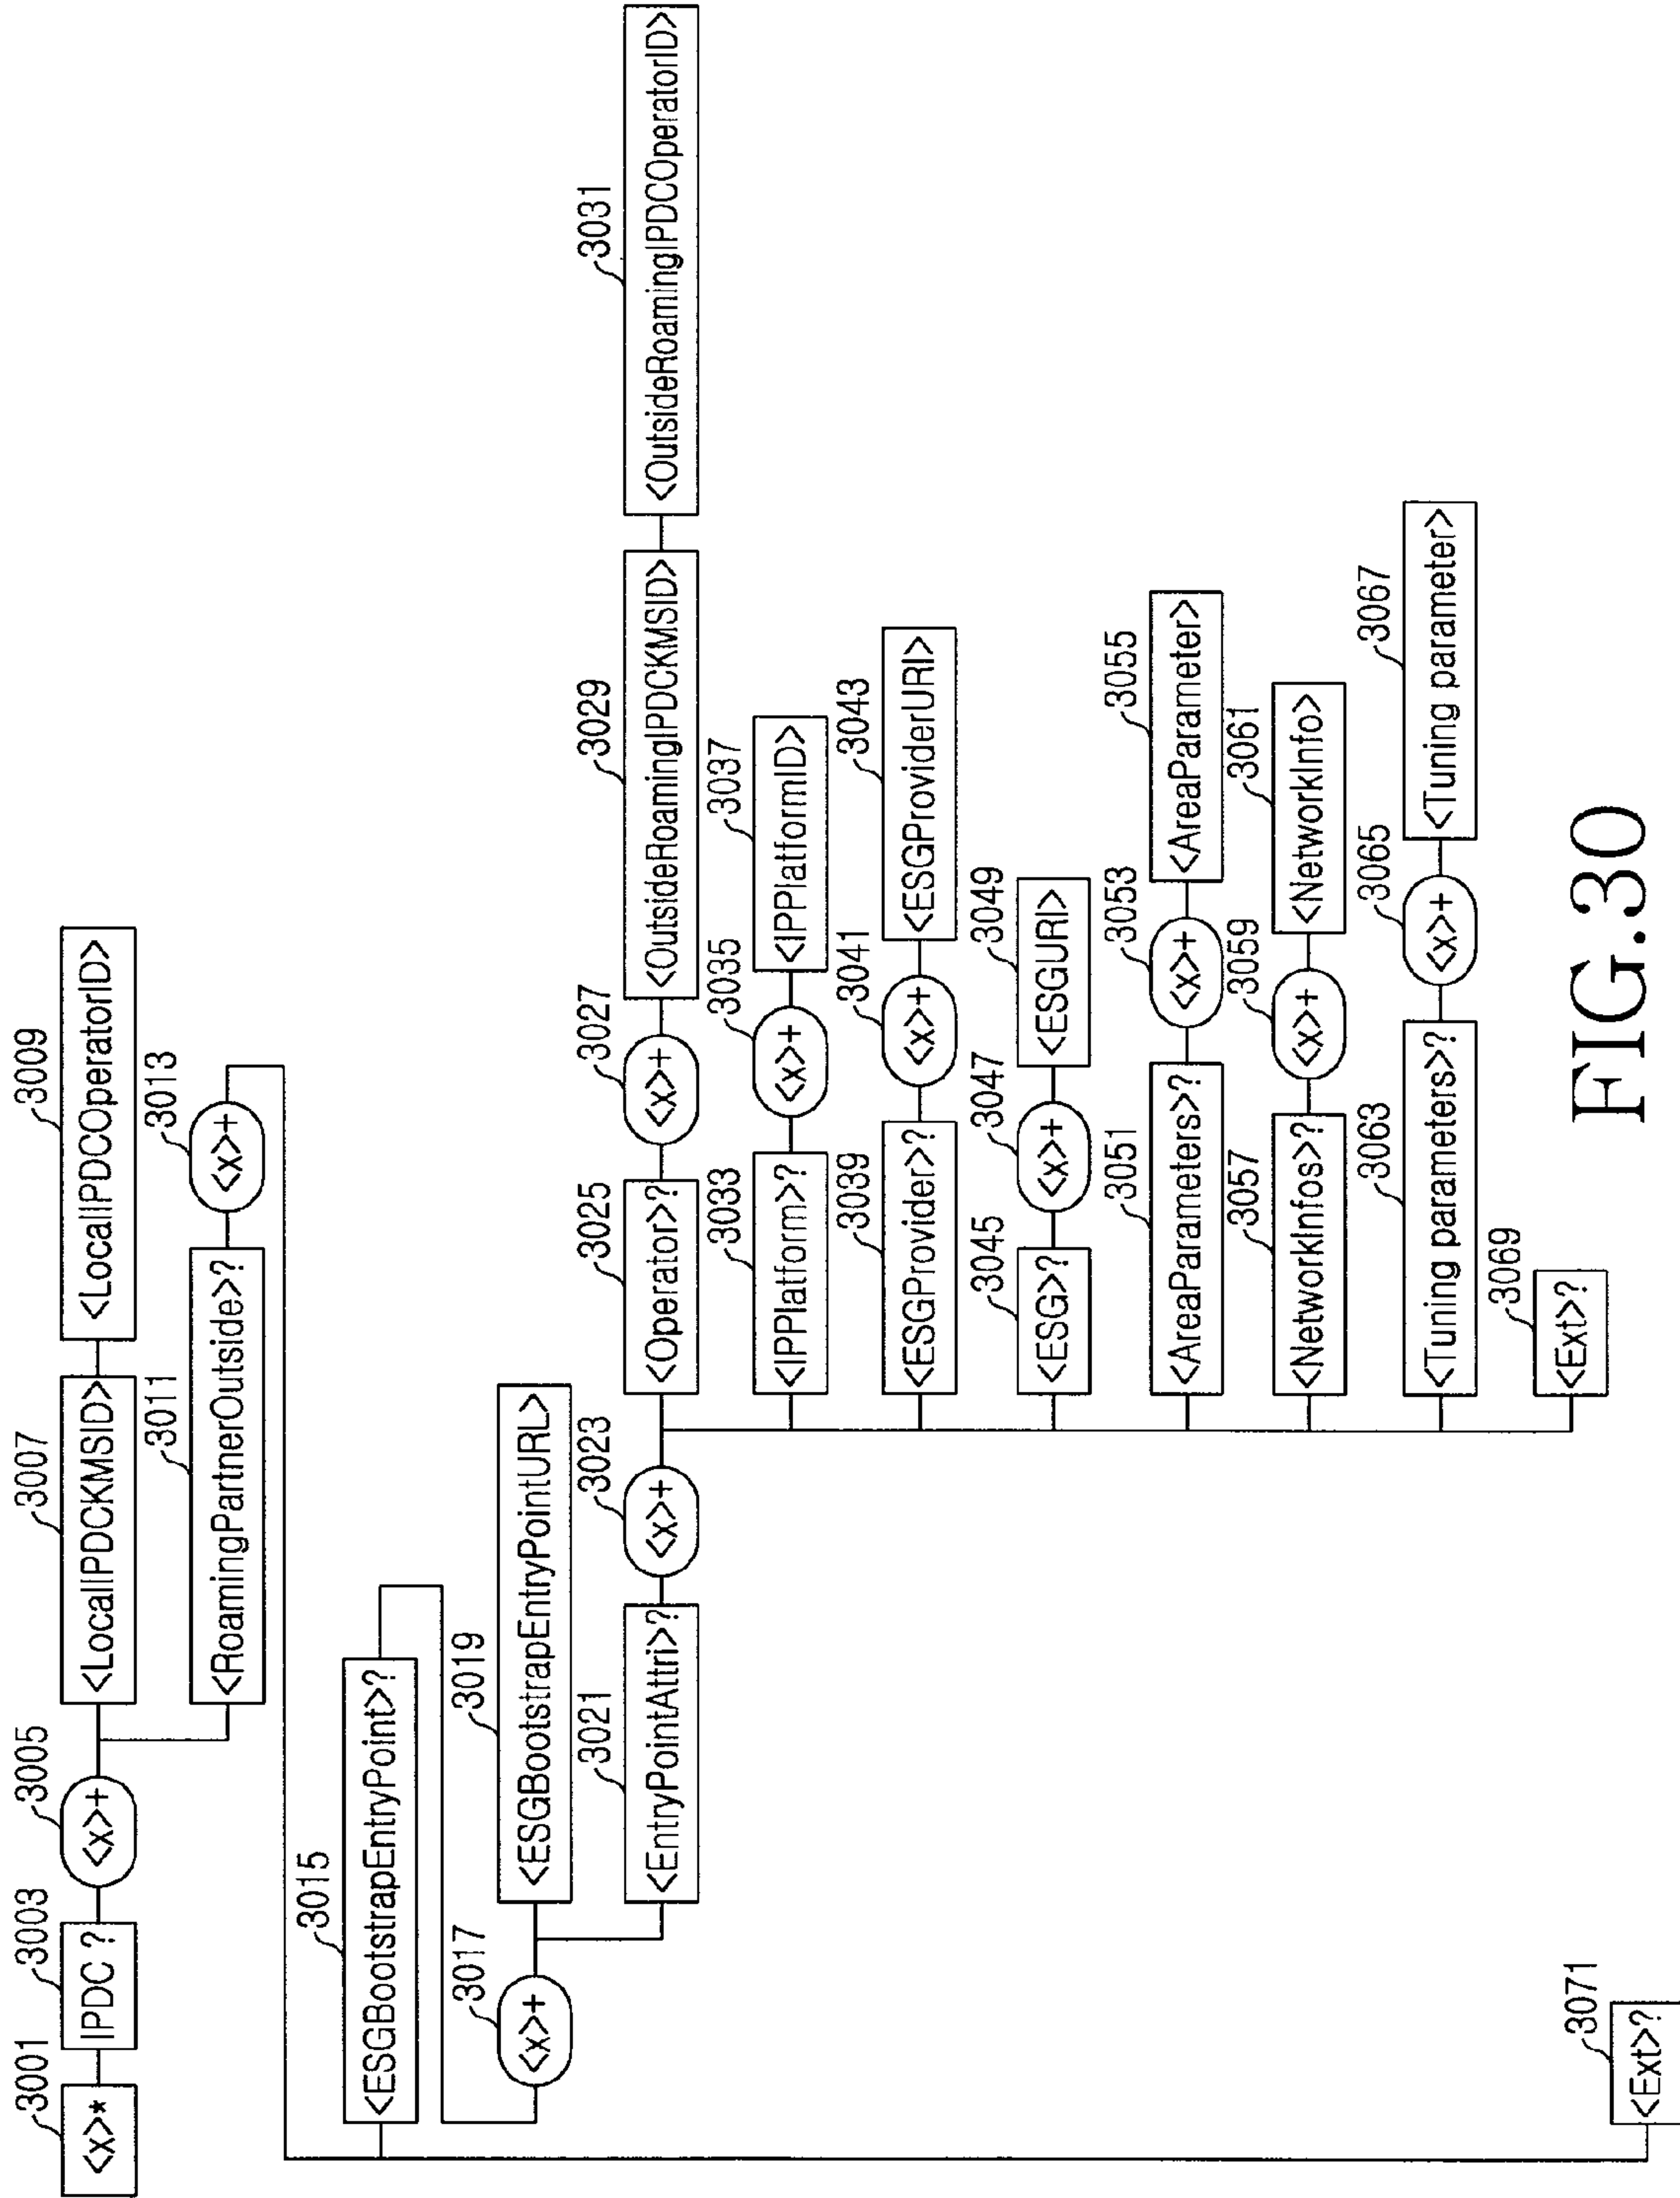 3001
<x>*
3003
IPDC ?
3005
<x>+
3007
<LocalIPDCKMSID>
3009
<LocalIPDCOperatorID>
3011
<RoamingPartnerOutside>?
3013
<x>+
3015
<ESGBootstrapEntryPoint>?
3017
<x>+
3019
<ESGBootstrapEntryPointURL>
3021
<EntryPointAttri>?
3023
<x>+
3025
<Operator>?
3027
<x>+
3029
<OutsideRoamingIPDCKMSID>
3031
<OutsideRoamingIPDCOperatorID>
3033
<IPPlatform>?
3035
<x>+
3037
<IPPlatformID>
3039
<ESGProvider>?
3041
<x>+
3043
<ESGProviderURI>
3045
<ESG>?
3047
<x>+
3049
<ESGURI>
3051
<AreaParameters>?
3053
<x>+
3055
<AreaParameter>
3057
<NetworkInfos>?
3059
<x>+
3061
<NetworkInfo>
3063
<Tuning parameters>?
3065
<x>+
3067
<Tuning parameter>
3069
<Ext>?
3071
<Ext>?
FIG.30